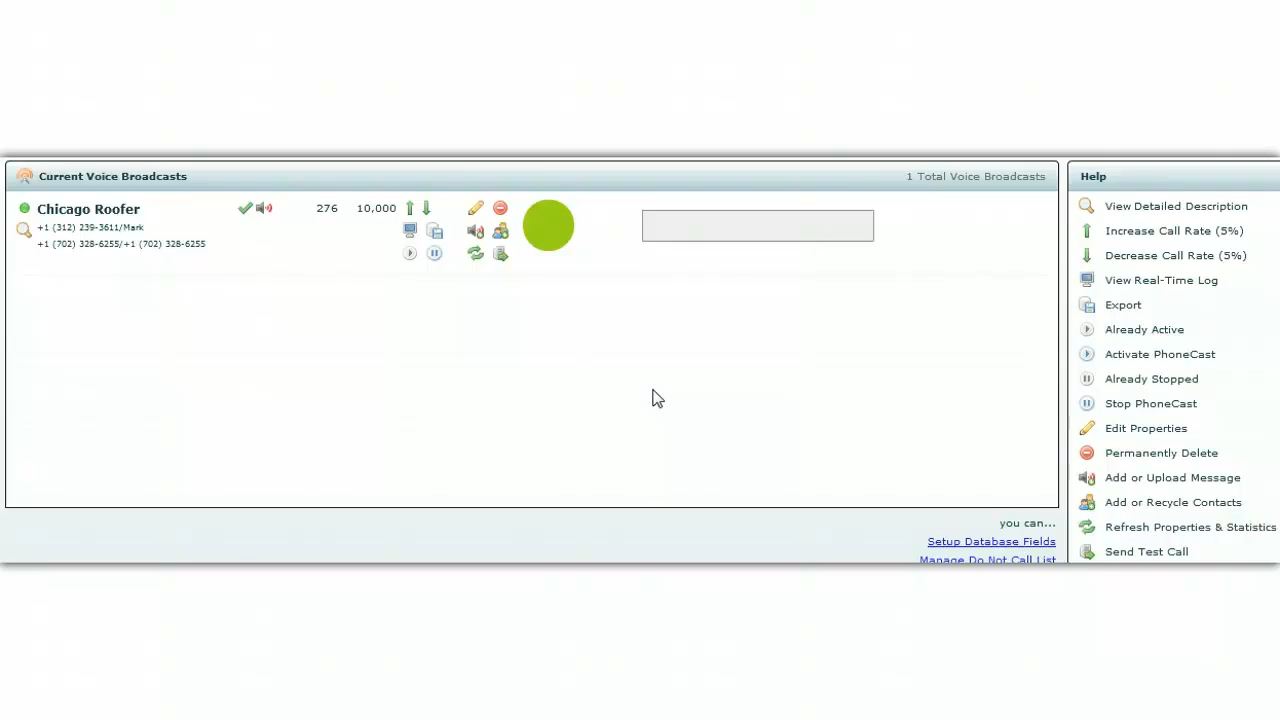 Current Voice Broadcasts
1 Total Voice Broadcasts
Chicago Roofer
276
10,000
+1 (312) 239-3611/Mark
+1 (702) 328-6255/+1 (702) 328-6255
you can...
Setup Database Fields
Manage Do Not Call List
Help
View Detailed Description
Increase Call Rate (5%)
Decrease Call Rate (5%)
View Real-Time Log
Export
Already Active
Activate PhoneCast
Already Stopped
Stop PhoneCast
Edit Properties
Permanently Delete
Add or Upload Message
Add or Recycle Contacts
Refresh Properties & Statistics
Send Test Call